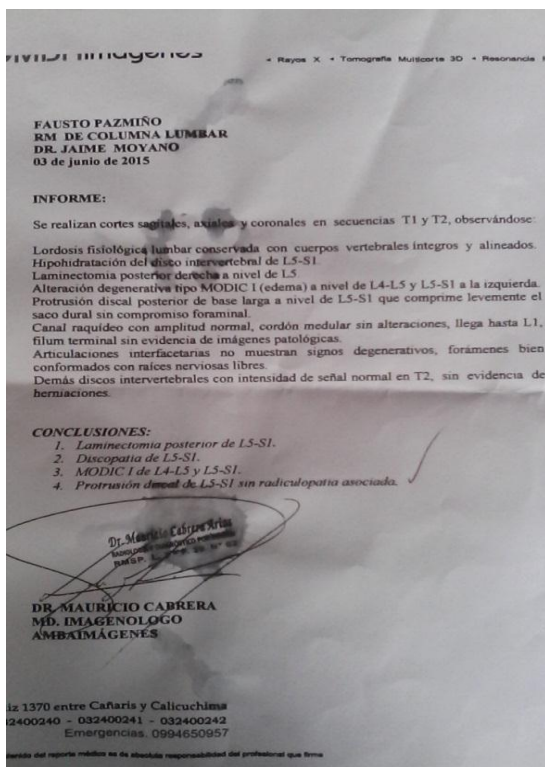 • Rayos X • Tomografía Multicorte 3D • Resonancia
FAUSTO PAZMIÑO
RM DE COLUMNA LUMBAR
DR. JAIME MOYANO
03 de junio de 2015
INFORME:
Se realizan cortes sagitales, axiales y coronales en secuencias T1 y T2, observándose:
Lordosis fisiológica lumbar conservada con cuerpos vertebrales íntegros y alineados.
Hipohidratación del disco intervertebral de L5-S1.
Laminectomia posterior derecha a nivel de L5
Alteración degenerativa tipo MODIC I (edema) a nivel de L4-L5 y L5-S1 a la izquierda.
Protrusión discal posterior de base larga a nivel de L5-S1 que comprime levemente el
saco dural sin compromiso foraminal.
Canal raquídeo con amplitud normal, cordón medular sin alteraciones, llega hasta L1,
filum terminal sin evidencia de imágenes patológicas.
Articulaciones interfacetarias no muestran signos degenerativos, forámenes bien
conformados con raíces nerviosas libres.
Demás discos intervertebrales con intensidad de señal normal en T2, sin evidencia de
herniaciones.
CONCLUSIONES:
1. Laminectomia posterior de L5-S1.
2. Discopatia de L5-S1.
3. MODIC I de L4-L5 y L5-S1.
4. Protrusión discal de L5-S1 sin radiculopatia asociada.
Dr. Mauricio Cabrera Arias
DR. MAURICIO CABRERA
MD. IMAGENOLOGO
AMBAIMÁGENES
1370 entre Cañaris y Calicuchima
032400240 - 032400241 - 032400242
Emergencias. 0994650957
del reporte médico es de absoluta responsabilidad del profesional que firma